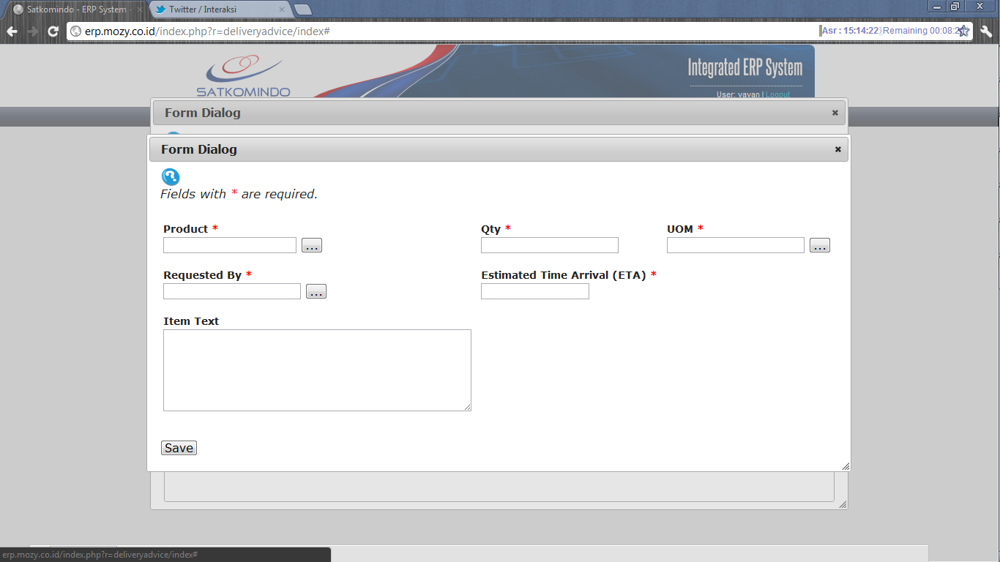 Satkomindo - ERP System -
Twitter / Interaksi
erp.mozy.co.id/index.php?r=deliveryadvice/index#
Asr : 15:14:22 Remaining 00:08:2
SATKOMINDO
Integrated ERP System
User: yayan | Logout
Form Dialog
Form Dialog
Fields with * are required.
Product *
Qty *
UOM *
...
...
Requested By *
Estimated Time Arrival (ETA) *
...
Item Text
Save
erp.mozy.co.id/index.php?r=deliveryadvice/index#